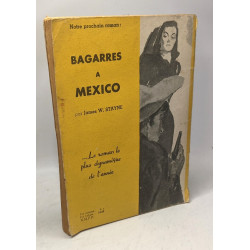 Notre prochain roman :
BAGARRES
A
MEXICO
par James W. STAYNE
...Le roman le
plus dynamique
de l'année